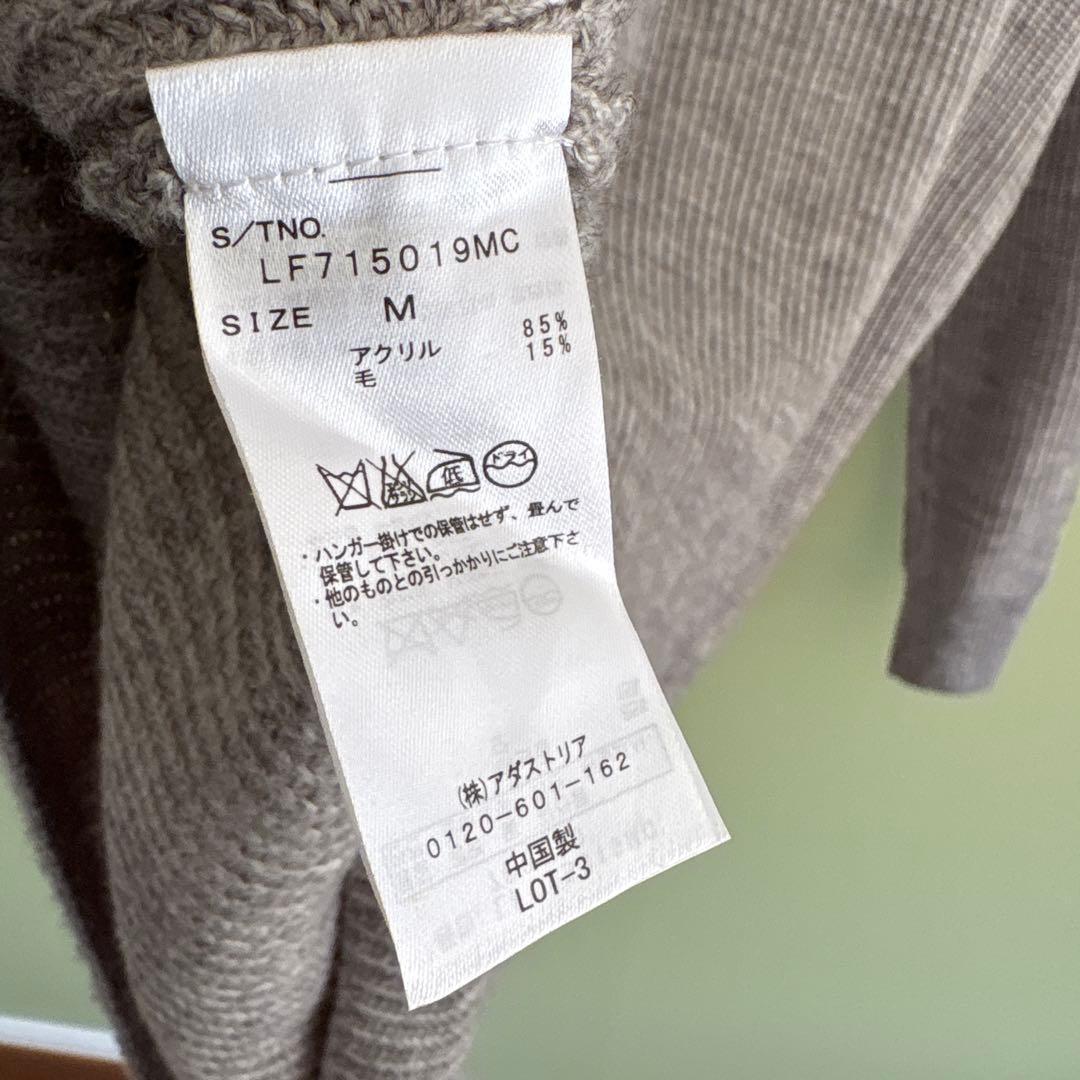 S/TNO.
LF715019MC
SIZE M
アクリル 85%
毛 15%
低 ドライ
・ハンガー掛けでの保管はせず、畳んで
保管して下さい。
・他のものとの引っかかりにご注意下さ
い。
(株)アダストリア
0120-601-162
中国製
LOT-3